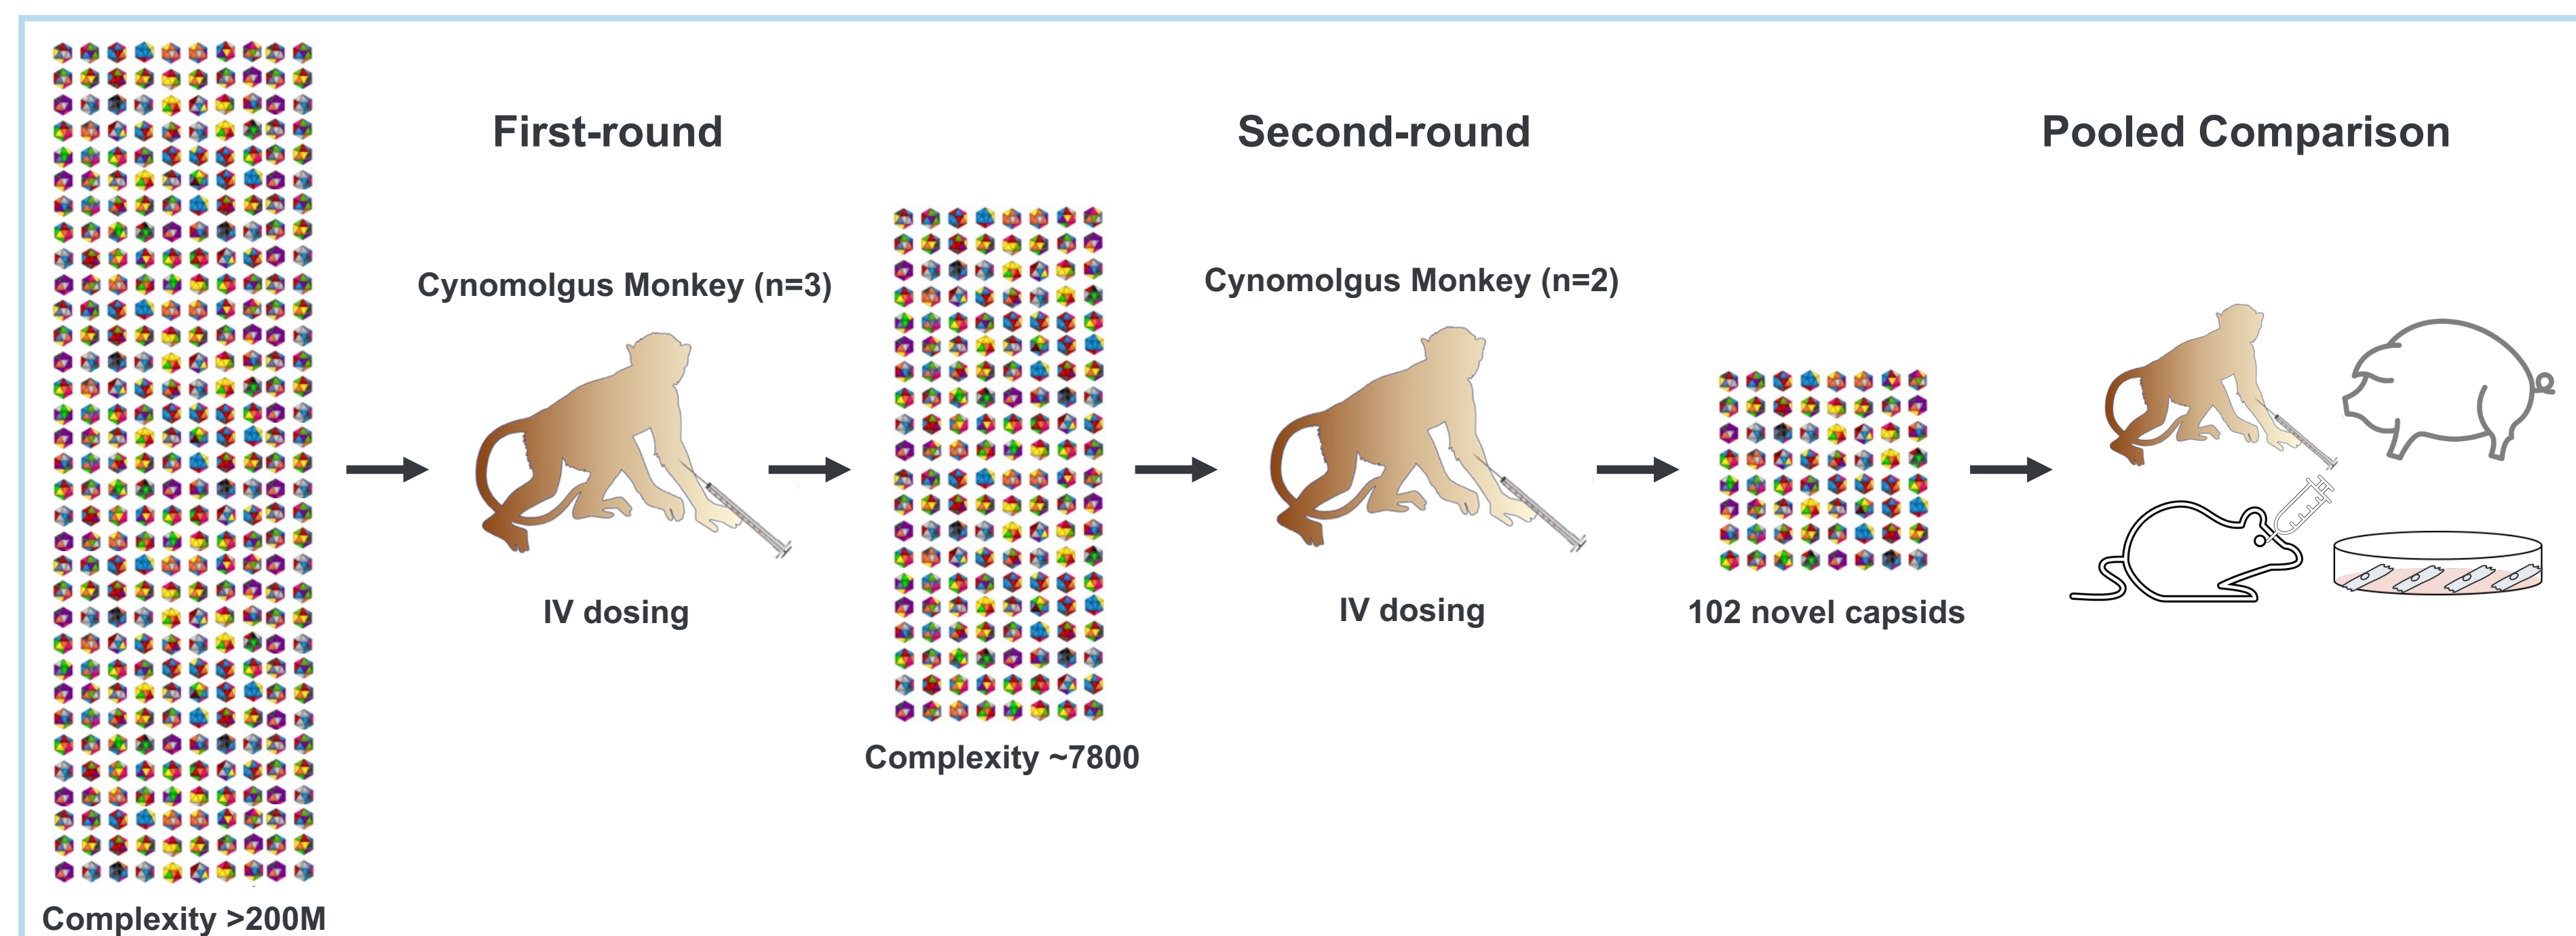 First-round
Second-round
Pooled Comparison
Cynomolgus Monkey (n=3)
Cynomolgus Monkey (n=2)
IV dosing
IV dosing
102 novel capsids
Complexity ~7800
Complexity >200M